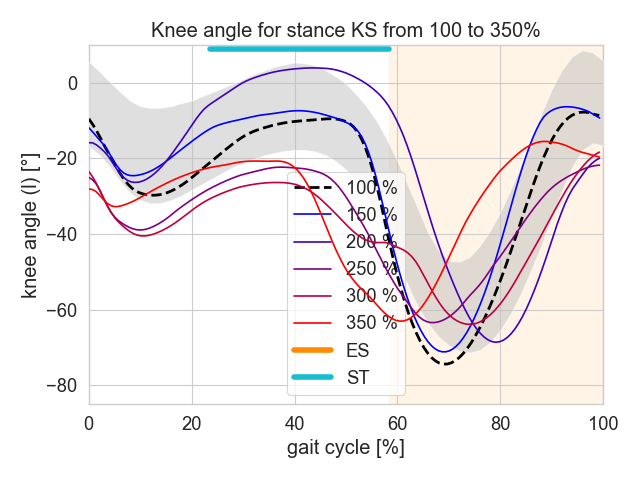 Knee angle for stance KS from 100 to 350%
0
−20
−40
−60
−80
knee angle (l) [°]
100 %
150 %
200 %
250 %
300 %
350 %
ES
ST
0 20 40 60 80 100
gait cycle [%]